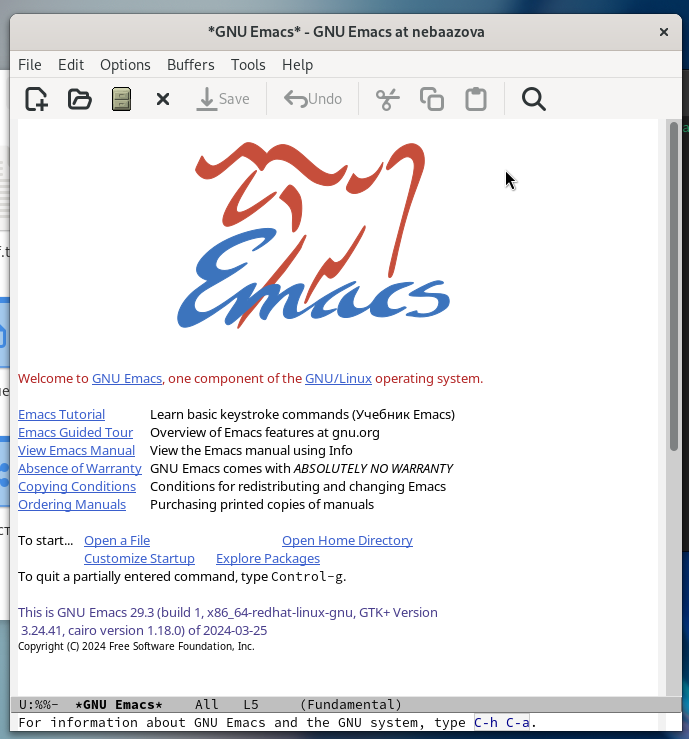 *GNU Emacs* - GNU Emacs at nebaazova
File Edit Options Buffers Tools Help
Save Undo
Emacs
Welcome to GNU Emacs, one component of the GNU/Linux operating system.
Emacs Tutorial Learn basic keystroke commands (Учебник Emacs)
Emacs Guided Tour Overview of Emacs features at gnu.org
View Emacs Manual View the Emacs manual using Info
Absence of Warranty GNU Emacs comes with ABSOLUTELY NO WARRANTY
Copying Conditions Conditions for redistributing and changing Emacs
Ordering Manuals Purchasing printed copies of manuals
To start... Open a File Open Home Directory
Customize Startup Explore Packages
To quit a partially entered command, type Control-g.
This is GNU Emacs 29.3 (build 1, x86_64-redhat-linux-gnu, GTK+ Version
3.24.41, cairo version 1.18.0) of 2024-03-25
Copyright (C) 2024 Free Software Foundation, Inc.
U:%%- *GNU Emacs* All L5 (Fundamental)
For information about GNU Emacs and the GNU system, type C-h C-a.